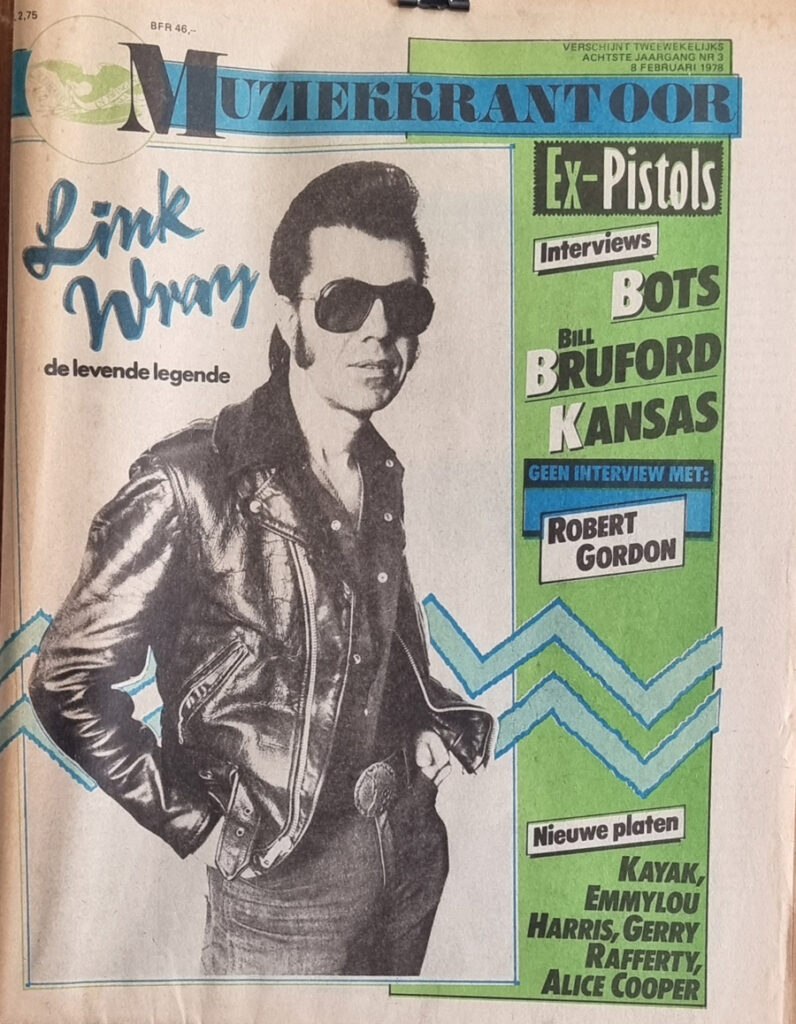 2,75
BFR 46,-
VERSCHIJNT TWEEWEKELIJKS
ACHTSTE JAARGANG NR 3
8 FEBRUARI 1978
MUZIEKKRANT OOR
Link
Wray
de levende legende
EX-PISTOLS
Interviews
BOTS
BILL
BRUFORD
KANSAS
GEEN INTERVIEW MET:
ROBERT
GORDON
Nieuwe platen
KAYAK,
EMMYLOU
HARRIS, GERRY
RAFFERTY,
ALICE COOPER